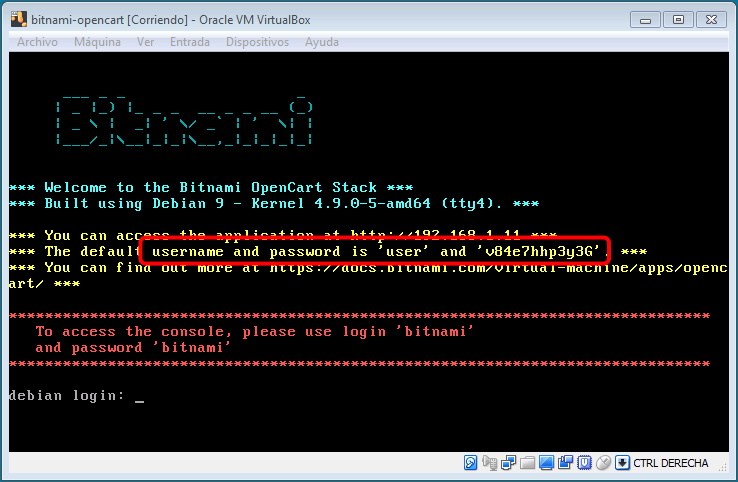 bitnami-opencart [Corriendo] - Oracle VM VirtualBox
Archivo Máquina Ver Entrada Dispositivos Ayuda
Bitnami
*** Welcome to the Bitnami OpenCart Stack ***
*** Built using Debian 9 - Kernel 4.9.0-5-amd64 (tty4). ***
*** You can access the application at http://192.168.1.11 ***
*** The default username and password is 'user' and 'v84e7hhp3y3G'. ***
*** You can find out more at https://docs.bitnami.com/virtual-machine/apps/openc
art/ ***
********************************************************************************
To access the console, please use login 'bitnami'
and password 'bitnami'
********************************************************************************
debian login: _
CTRL DERECHA